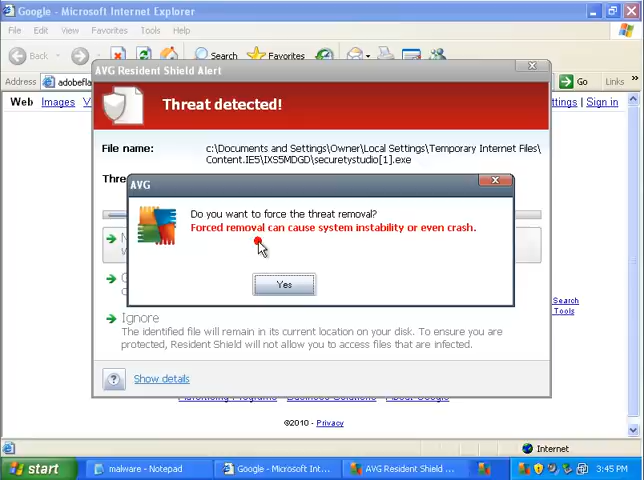 Google - Microsoft Internet Explorer
File Edit View Favorites Tools Help
Back Search Favorites
Address adobefla Go Links
Web Images V ttings | Sign in
AVG Resident Shield Alert
Threat detected!
File name: c:\Documents and Settings\Owner\Local Settings\Temporary Internet Files\
Content.IE5\IXS5MDGD\securetystudio[1].exe
Thre
AVG
Do you want to force the threat removal?
Forced removal can cause system instability or even crash.
Yes
Search
Tools
Ignore
The identified file will remain in its current location on your disk. To ensure you are
protected, Resident Shield will not allow you to access files that are infected.
Show details
Advertising Programs Business Solutions About Google
©2010 - Privacy
Internet
start malware - Notepad Google - Microsoft Int... AVG Resident Shield ... 3:45 PM